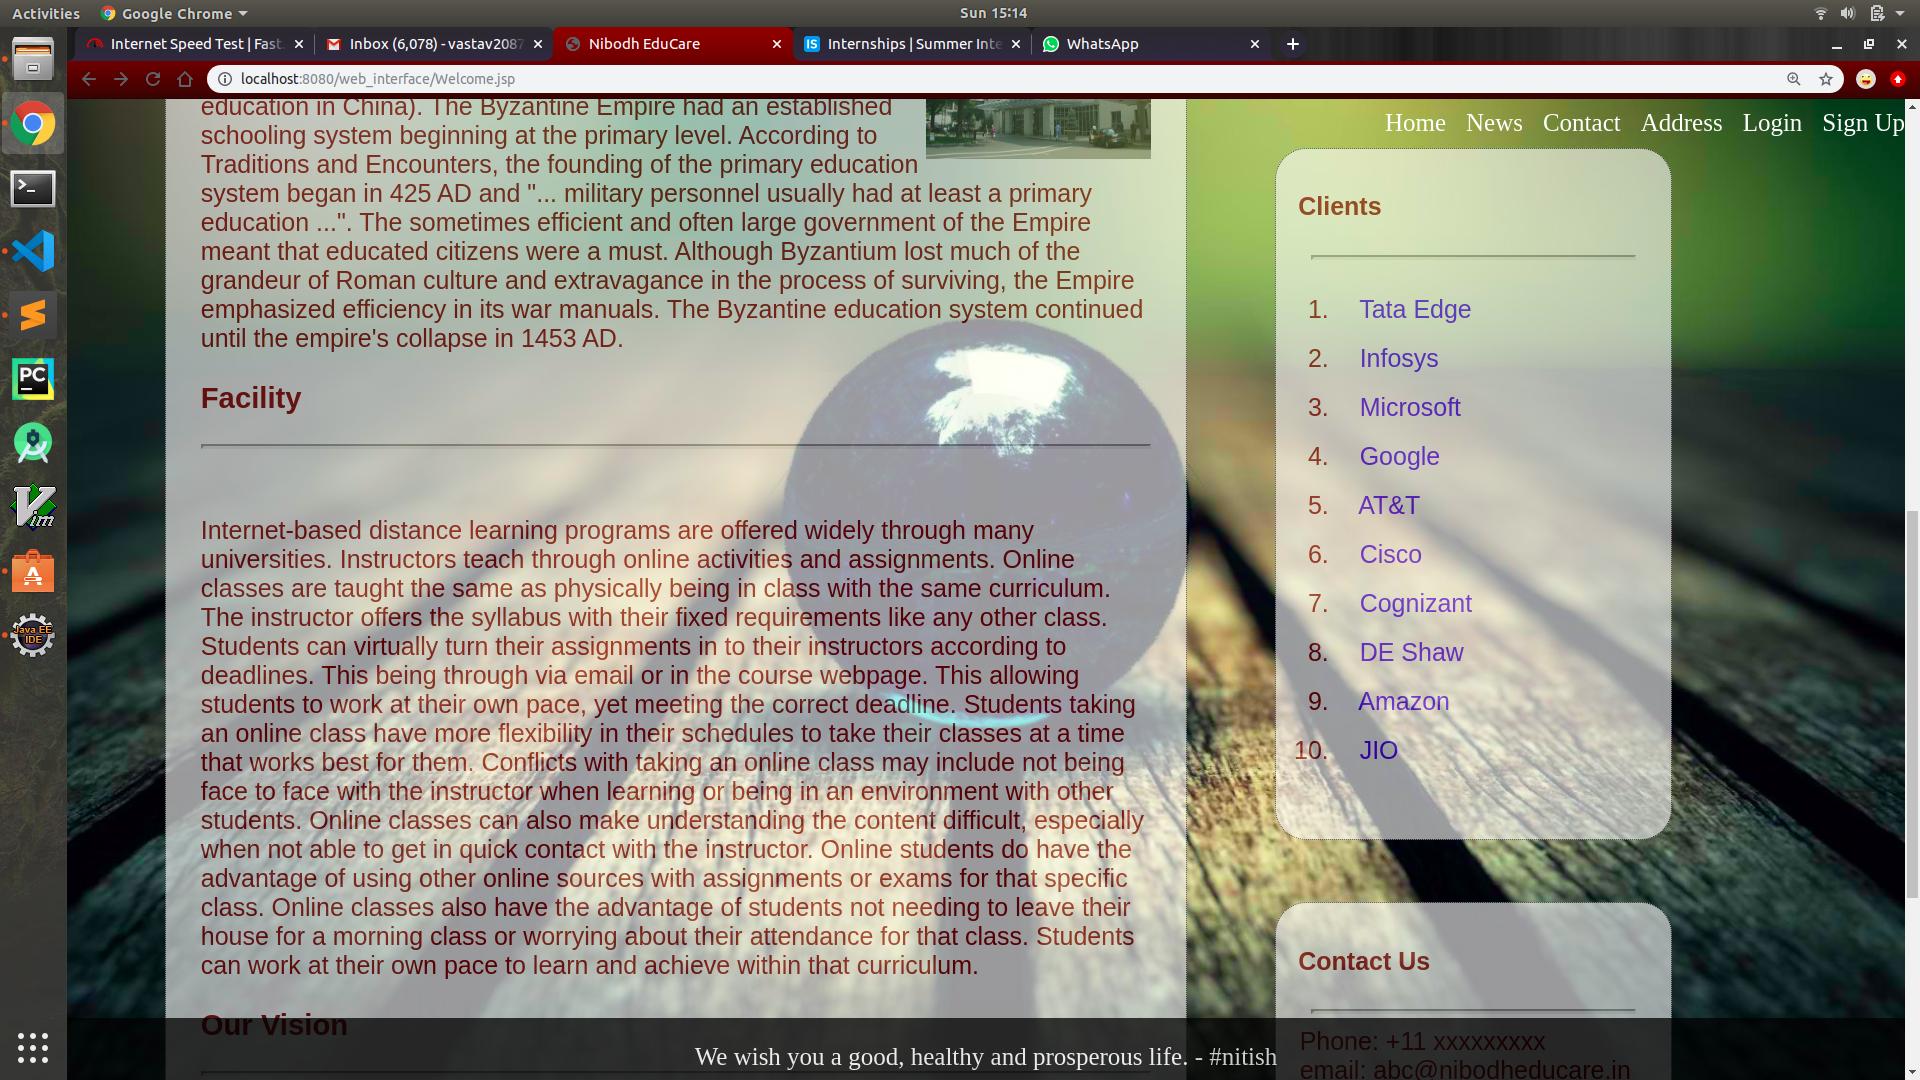 Activities
Google Chrome
Sun 15:14
Internet Speed Test | Fast.
Inbox (6,078) - vastav2087
Nibodh EduCare
Internships | Summer Inte
WhatsApp
localhost:8080/web_interface/Welcome.jsp
Home News Contact Address Login Sign Up
education in China). The Byzantine Empire had an established
schooling system beginning at the primary level. According to
Traditions and Encounters, the founding of the primary education
system began in 425 AD and "... military personnel usually had at least a primary
education ...". The sometimes efficient and often large government of the Empire
meant that educated citizens were a must. Although Byzantium lost much of the
grandeur of Roman culture and extravagance in the process of surviving, the Empire
emphasized efficiency in its war manuals. The Byzantine education system continued
until the empire's collapse in 1453 AD.
Facility
Internet-based distance learning programs are offered widely through many
universities. Instructors teach through online activities and assignments. Online
classes are taught the same as physically being in class with the same curriculum.
The instructor offers the syllabus with their fixed requirements like any other class.
Students can virtually turn their assignments in to their instructors according to
deadlines. This being through via email or in the course webpage. This allowing
students to work at their own pace, yet meeting the correct deadline. Students taking
an online class have more flexibility in their schedules to take their classes at a time
that works best for them. Conflicts with taking an online class may include not being
face to face with the instructor when learning or being in an environment with other
students. Online classes can also make understanding the content difficult, especially
when not able to get in quick contact with the instructor. Online students do have the
advantage of using other online sources with assignments or exams for that specific
class. Online classes also have the advantage of students not needing to leave their
house for a morning class or worrying about their attendance for that class. Students
can work at their own pace to learn and achieve within that curriculum.
Our Vision
Clients
1. Tata Edge
2. Infosys
3. Microsoft
4. Google
5. AT&T
6. Cisco
7. Cognizant
8. DE Shaw
9. Amazon
10. JIO
Contact Us
Phone: +11 xxxxxxxxx
email: abc@nibodheducare.in
We wish you a good, healthy and prosperous life. - #nitish
PC
Vim
Java EE
IDE
IS